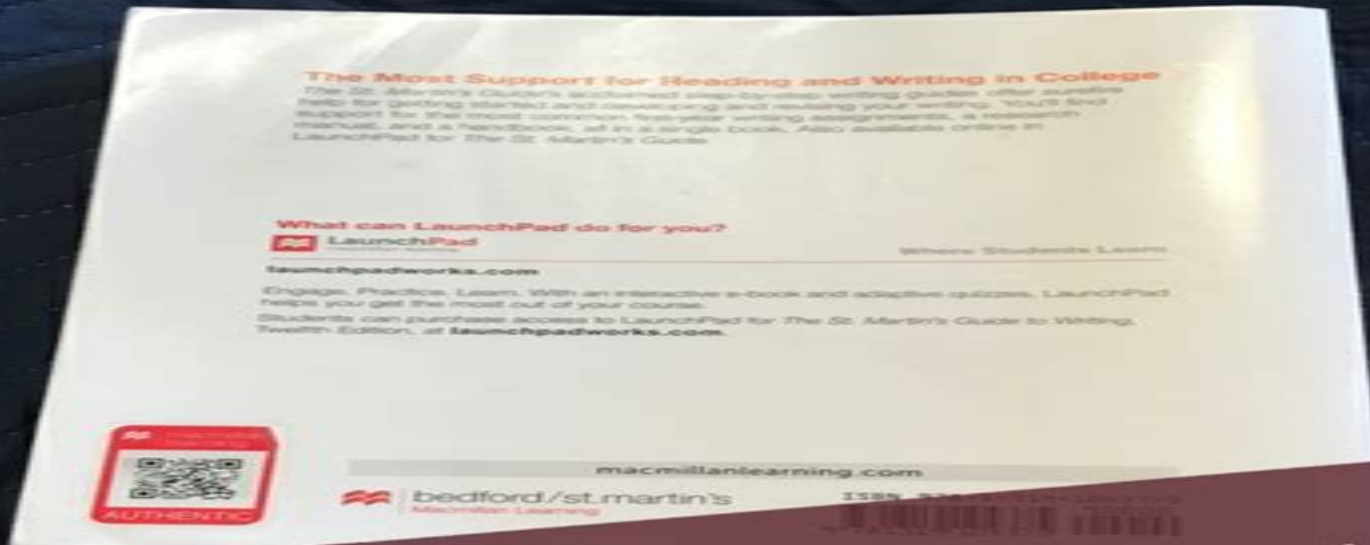 The Most Support for Reading and Writing in College
The St. Martin's Guide's acclaimed step-by-step writing guides offer surefire
help for getting started and developing and revising your writing. You'll find
support for the most common first-year writing assignments, a research
manual, and a handbook, all in a single book. Also available online in
LaunchPad for The St. Martin's Guide.
What can LaunchPad do for you?
LaunchPad
Where Students Learn
launchpadworks.com
Engage. Practice. Learn. With an interactive e-book and adaptive quizzes, LaunchPad
helps you get the most out of your course.
Students can purchase access to LaunchPad for The St. Martin's Guide to Writing,
Twelfth Edition, at launchpadworks.com.
AUTHENTIC
macmillanlearning.com
bedford/st.martin's
Macmillan Learning
ISBN